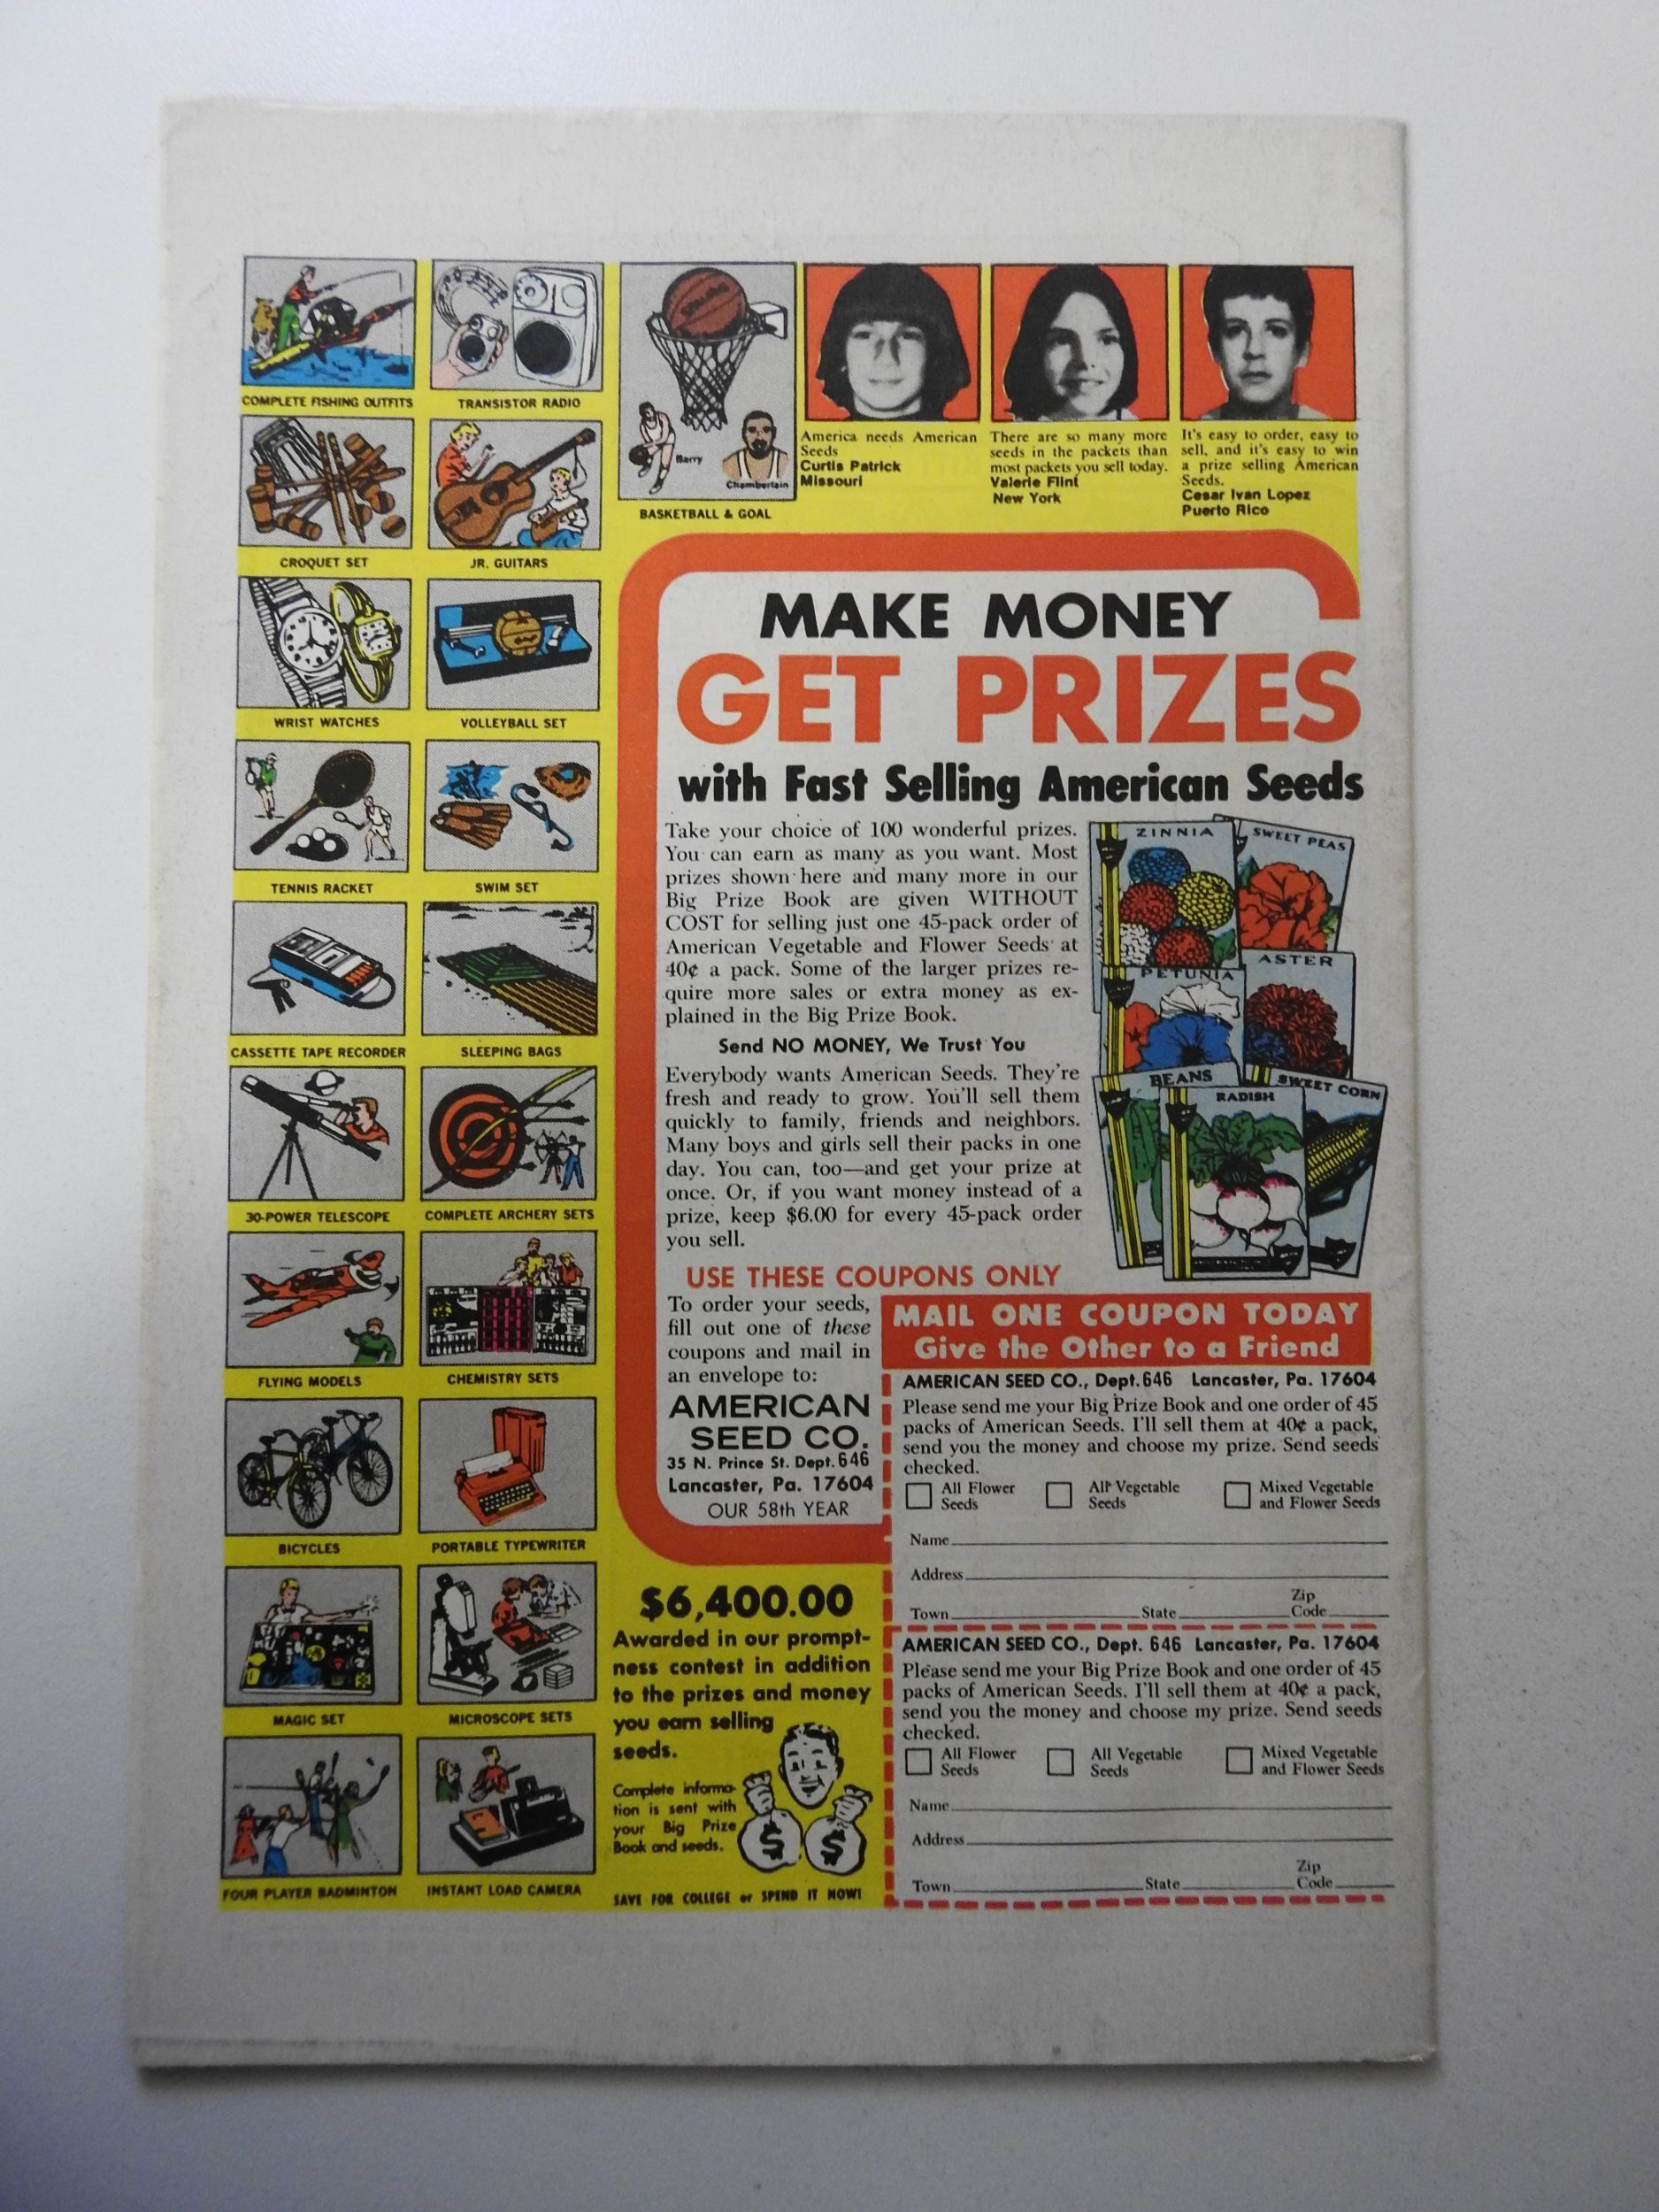 COMPLETE FISHING OUTFITS
TRANSISTOR RADIO
CROQUET SET
JR. GUITARS
WRIST WATCHES
VOLLEYBALL SET
TENNIS RACKET
SWIM SET
CASSETTE TAPE RECORDER
SLEEPING BAGS
30-POWER TELESCOPE
COMPLETE ARCHERY SETS
FLYING MODELS
CHEMISTRY SETS
BICYCLES
PORTABLE TYPEWRITER
MAGIC SET
MICROSCOPE SETS
FOUR PLAYER BADMINTON
INSTANT LOAD CAMERA
Barry
Chamberlain
BASKETBALL & GOAL
America needs American
Seeds
Curtis Patrick
Missouri
There are so many more
seeds in the packets than
most packets you sell today.
Valerie Flint
New York
It's easy to order, easy to
sell, and it's easy to win
a prize selling American
Seeds.
Cesar Ivan Lopez
Puerto Rico
MAKE MONEY
GET PRIZES
with Fast Selling American Seeds
Take your choice of 100 wonderful prizes.
You can earn as many as you want. Most
prizes shown here and many more in our
Big Prize Book are given WITHOUT
COST for selling just one 45-pack order of
American Vegetable and Flower Seeds at
40¢ a pack. Some of the larger prizes re-
quire more sales or extra money as ex-
plained in the Big Prize Book.
Send NO MONEY, We Trust You
Everybody wants American Seeds. They're
fresh and ready to grow. You'll sell them
quickly to family, friends and neighbors.
Many boys and girls sell their packs in one
day. You can, too—and get your prize at
once. Or, if you want money instead of a
prize, keep $6.00 for every 45-pack order
you sell.
ZINNIA
SWEET PEAS
PETUNIA
ASTER
BEANS
RADISH
SWEET CORN
USE THESE COUPONS ONLY
To order your seeds,
fill out one of these
coupons and mail in
an envelope to:
AMERICAN
SEED CO.
35 N. Prince St. Dept. 646
Lancaster, Pa. 17604
OUR 58th YEAR
MAIL ONE COUPON TODAY
Give the Other to a Friend
AMERICAN SEED CO., Dept. 646 Lancaster, Pa. 17604
Please send me your Big Prize Book and one order of 45
packs of American Seeds. I'll sell them at 40¢ a pack,
send you the money and choose my prize. Send seeds
checked.
All Flower
Seeds
All Vegetable
Seeds
Mixed Vegetable
and Flower Seeds
Name
Address
Town State Zip Code
AMERICAN SEED CO., Dept. 646 Lancaster, Pa. 17604
Please send me your Big Prize Book and one order of 45
packs of American Seeds. I'll sell them at 40¢ a pack,
send you the money and choose my prize. Send seeds
checked.
All Flower
Seeds
All Vegetable
Seeds
Mixed Vegetable
and Flower Seeds
Name
Address
Town State Zip Code
$6,400.00
Awarded in our prompt-
ness contest in addition
to the prizes and money
you earn selling
seeds.
Complete informa-
tion is sent with
your Big Prize
Book and seeds.
$ $
SAVE FOR COLLEGE or SPEND IT NOW!